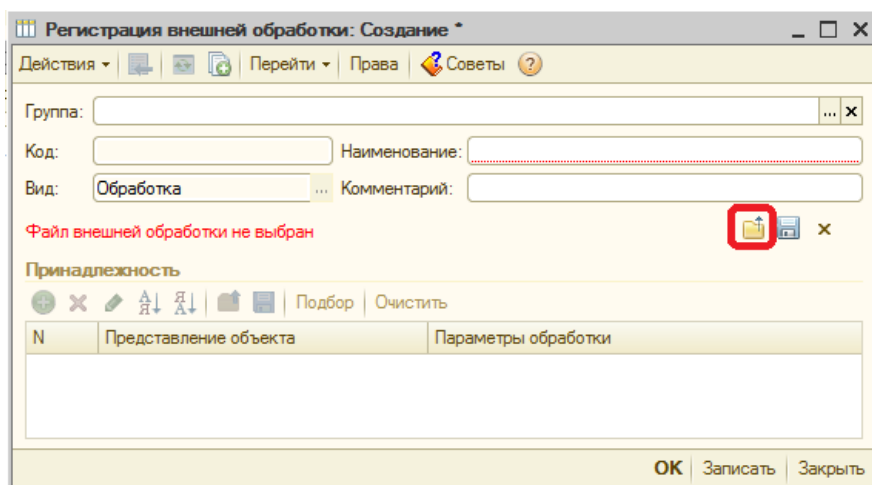 Регистрация внешней обработки: Создание *
Действия Перейти Права Советы ?
Группа: ... x
Код: Наименование:
Вид: Обработка ... Комментарий:
Файл внешней обработки не выбран
Принадлежность
Подбор Очистить
N Представление объекта Параметры обработки
OK Записать Закрыть